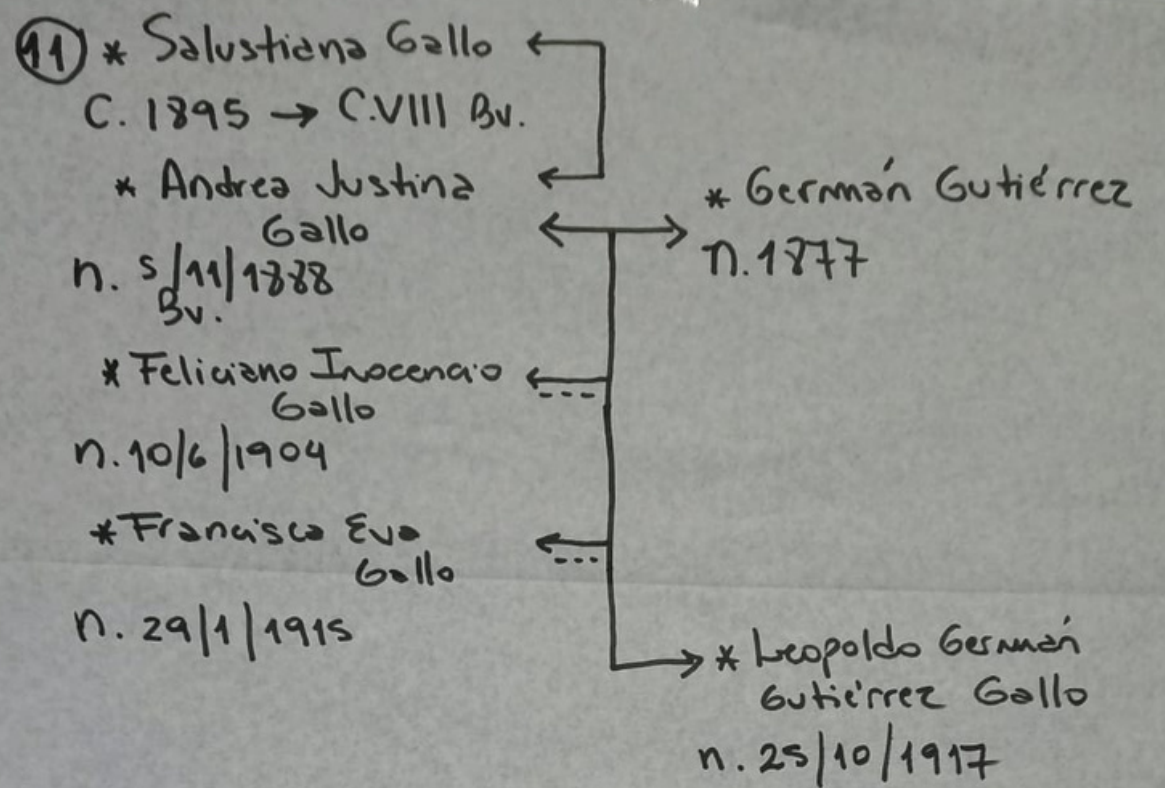 11 * Salustiana Gallo
C. 1895 → C.VIII Bv.
* Andrea Justina
Gallo
n. 5/11/1888
Bv.
* Germán Gutiérrez
n. 1877
* Feliciano Inocencio
Gallo
n. 10/6/1904
* Francisca Eva
Gallo
n. 29/1/1915
* Leopoldo Germán
Gutiérrez Gallo
n. 25/10/1917